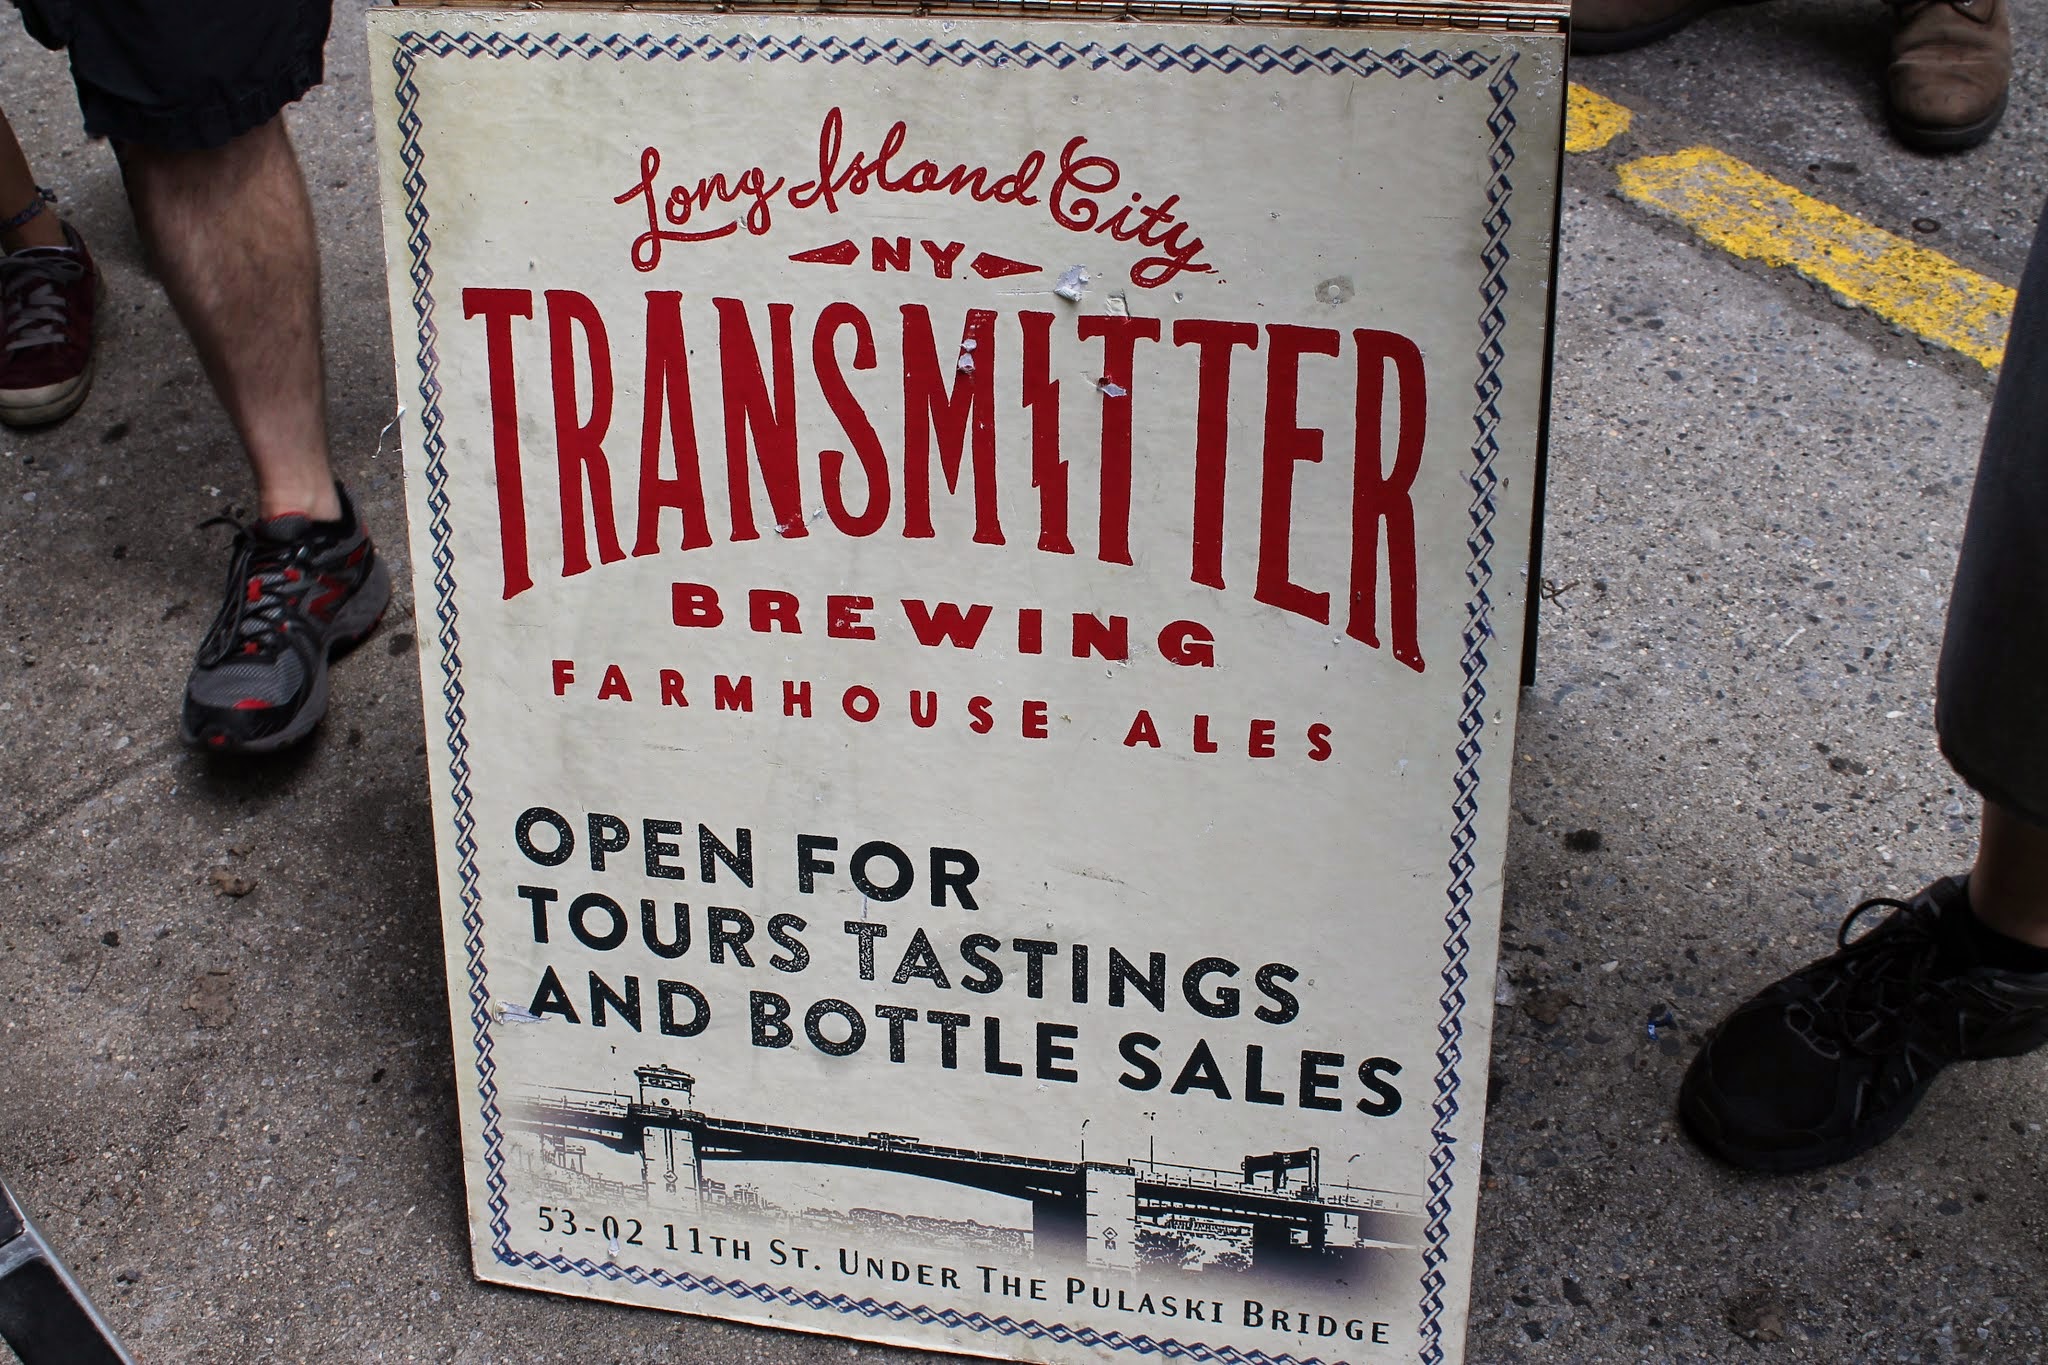 Long Island City
NY
TRANSMITTER
BREWING
FARMHOUSE ALES
OPEN FOR
TOURS TASTINGS
AND BOTTLE SALES
53-02 11TH ST. UNDER THE PULASKI BRIDGE